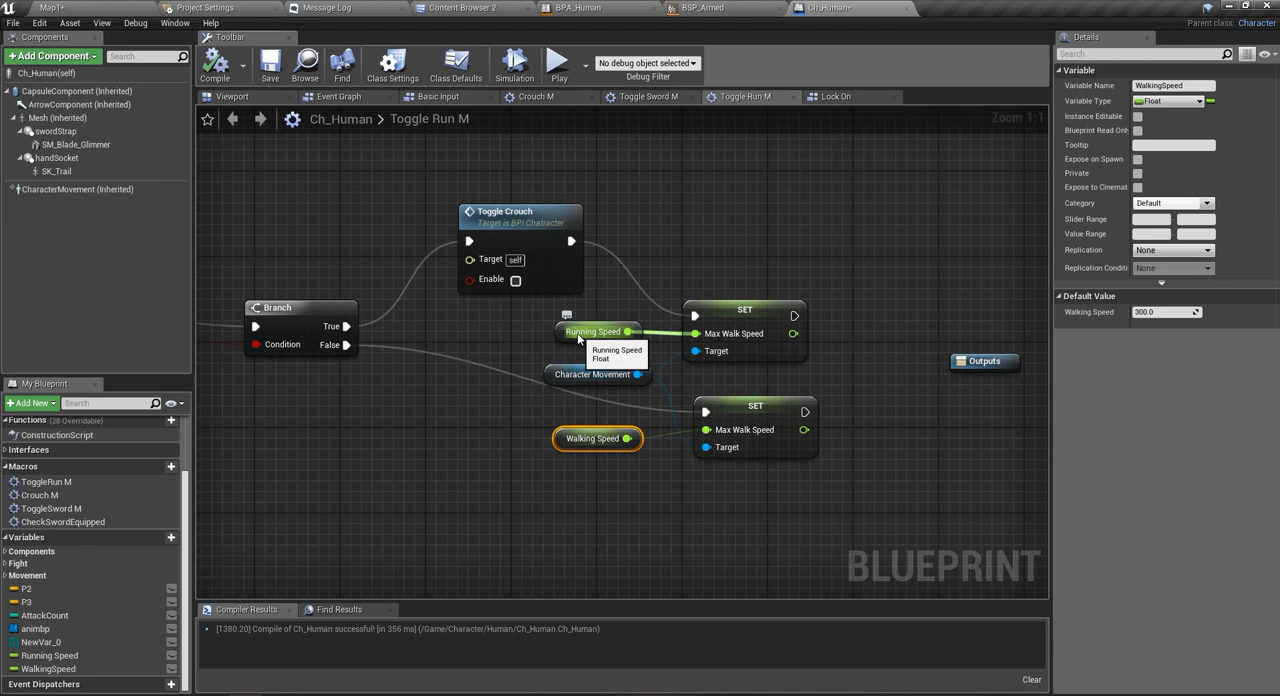 Map1*
Project Settings
Message Log
Content Browser 2
BPA_Human
BSP_Armed
Ch_Human*
File Edit Asset View Debug Window Help
Parent class: Character
Components
+Add Component
Search
Ch_Human(self)
CapsuleComponent (Inherited)
ArrowComponent (Inherited)
Mesh (Inherited)
swordStrap
SM_Blade_Glimmer
handSocket
SK_Trail
CharacterMovement (Inherited)
My Blueprint
+Add New
Search
Functions (28 Overridable)
ConstructionScript
Interfaces
Macros
ToggleRun M
Crouch M
ToggleSword M
CheckSwordEquipped
Variables
Components
Fight
Movement
P2
P3
AttackCount
animbp
NewVar_0
Running Speed
WalkingSpeed
Event Dispatchers
Toolbar
Compile
Save
Browse
Find
Class Settings
Class Defaults
Simulation
Play
No debug object selected
Debug Filter
Viewport
Event Graph
Basic Input
Crouch M
Toggle Sword M
Toggle Run M
Lock On
Ch_Human > Toggle Run M
Zoom 1:1
Toggle Crouch
Target is BPI Chatracter
Target self
Enable
Branch
True
Condition False
Running Speed
Running Speed
Float
Character Movement
Walking Speed
SET
Max Walk Speed
Target
SET
Max Walk Speed
Target
Outputs
BLUEPRINT
Compiler Results
Find Results
[1380.20] Compile of Ch_Human successful! [in 356 ms] (/Game/Character/Human/Ch_Human.Ch_Human)
Clear
Details
Search
Variable
Variable Name WalkingSpeed
Variable Type Float
Instance Editable
Blueprint Read Only
Tooltip
Expose on Spawn
Private
Expose to Cinemat
Category Default
Slider Range
Value Range
Replication None
Replication Conditi None
Default Value
Walking Speed 300.0